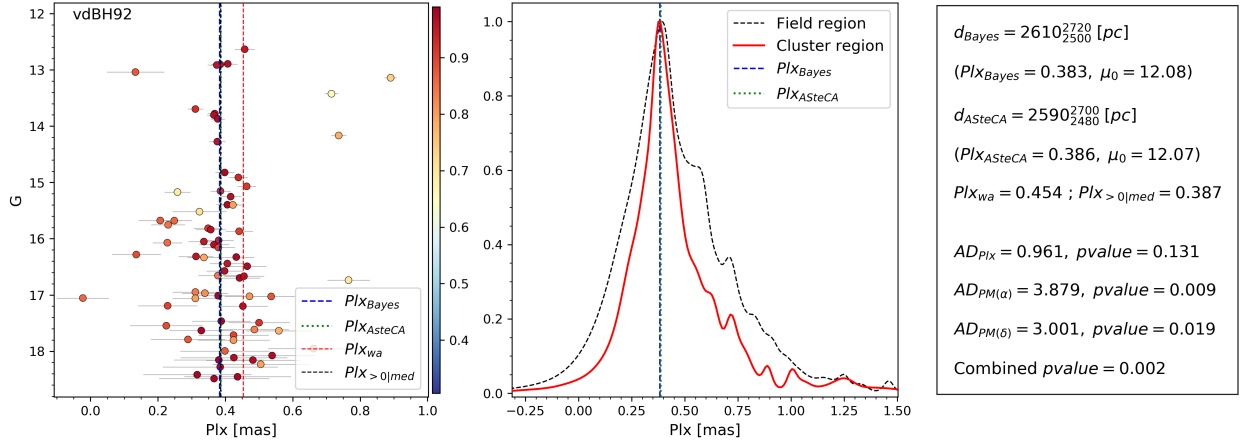 vdBH92
12
13
14
15
16
17
18
G
0.0
0.2
0.4
0.6
0.8
1.0
Plx [mas]
Plx_Bayes
Plx_AsteCA
Plx_wa
Plx_>0|med
0.9
0.8
0.7
0.6
0.5
0.4
1.0
0.8
0.6
0.4
0.2
0.0
−0.25
0.00
0.25
0.50
0.75
1.00
1.25
1.50
Plx [mas]
Field region
Cluster region
Plx_Bayes
Plx_ASteCA
d_Bayes = 2610^2720_2500 [pc]
(Plx_Bayes = 0.383, μ_0 = 12.08)
d_ASteCA = 2590^2700_2480 [pc]
(Plx_ASteCA = 0.386, μ_0 = 12.07)
Plx_wa = 0.454 ; Plx_>0|med = 0.387
AD_Plx = 0.961, pvalue = 0.131
AD_PM(α) = 3.879, pvalue = 0.009
AD_PM(δ) = 3.001, pvalue = 0.019
Combined pvalue = 0.002